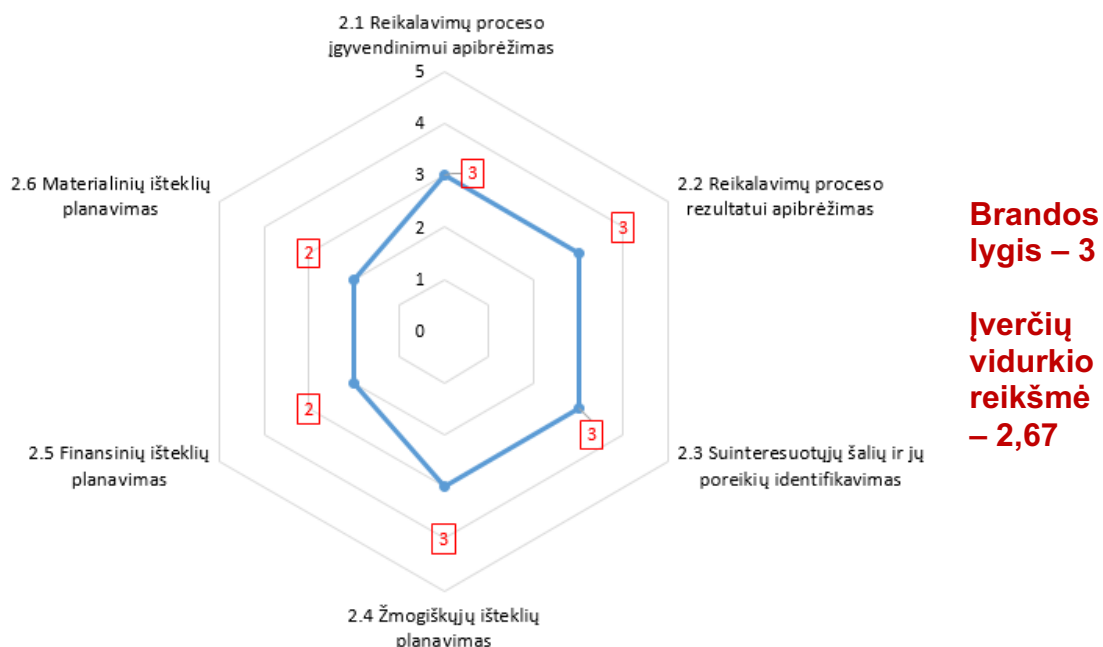 2.1 Reikalavimų proceso
įgyvendinimui apibrėžimas
5
4
3
3
2
1
0
2.2 Reikalavimų proceso
rezultatui apibrėžimas
3
2.3 Suinteresuotųjų šalių ir jų
poreikių identifikavimas
3
2.4 Žmogiškųjų išteklių
planavimas
3
2.5 Finansinių išteklių
planavimas
2
2.6 Materialinių išteklių
planavimas
2
Brandos
lygis – 3
Įverčių
vidurkio
reikšmė
– 2,67